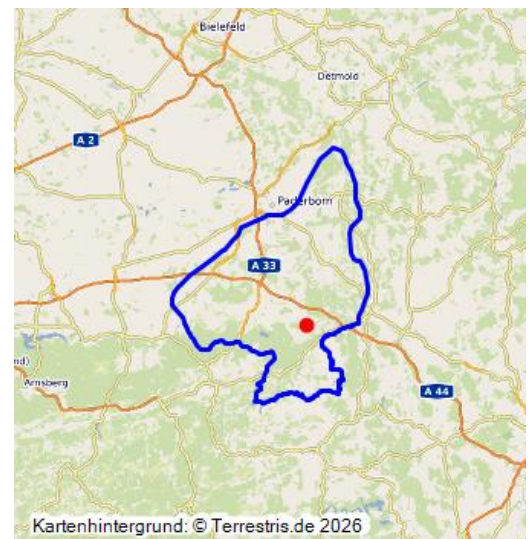 Bielefeld
Detmold
A 2
Paderborn
A 33
nd)
Arnsberg
A 44
Kartenhintergrund: © Terrestris.de 2026